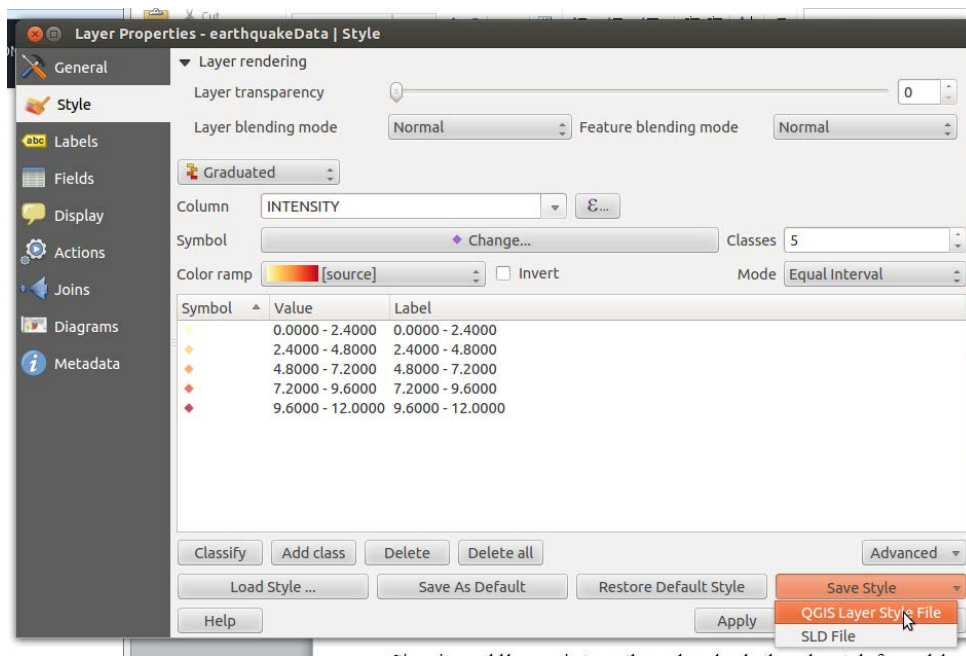 Cut
Layer Properties - earthquakeData | Style
General
Style
abc Labels
Fields
Display
Actions
Joins
Diagrams
i Metadata
▼ Layer rendering
Layer transparency 0
Layer blending mode Normal Feature blending mode Normal
Graduated
Column INTENSITY ε...
Symbol Change... Classes 5
Color ramp [source] Invert Mode Equal Interval
Symbol Value Label
0.0000 - 2.4000 0.0000 - 2.4000
2.4000 - 4.8000 2.4000 - 4.8000
4.8000 - 7.2000 4.8000 - 7.2000
7.2000 - 9.6000 7.2000 - 9.6000
9.6000 - 12.0000 9.6000 - 12.0000
Classify Add class Delete Delete all Advanced
Load Style ... Save As Default Restore Default Style Save Style
Help Apply QGIS Layer Style File
SLD File